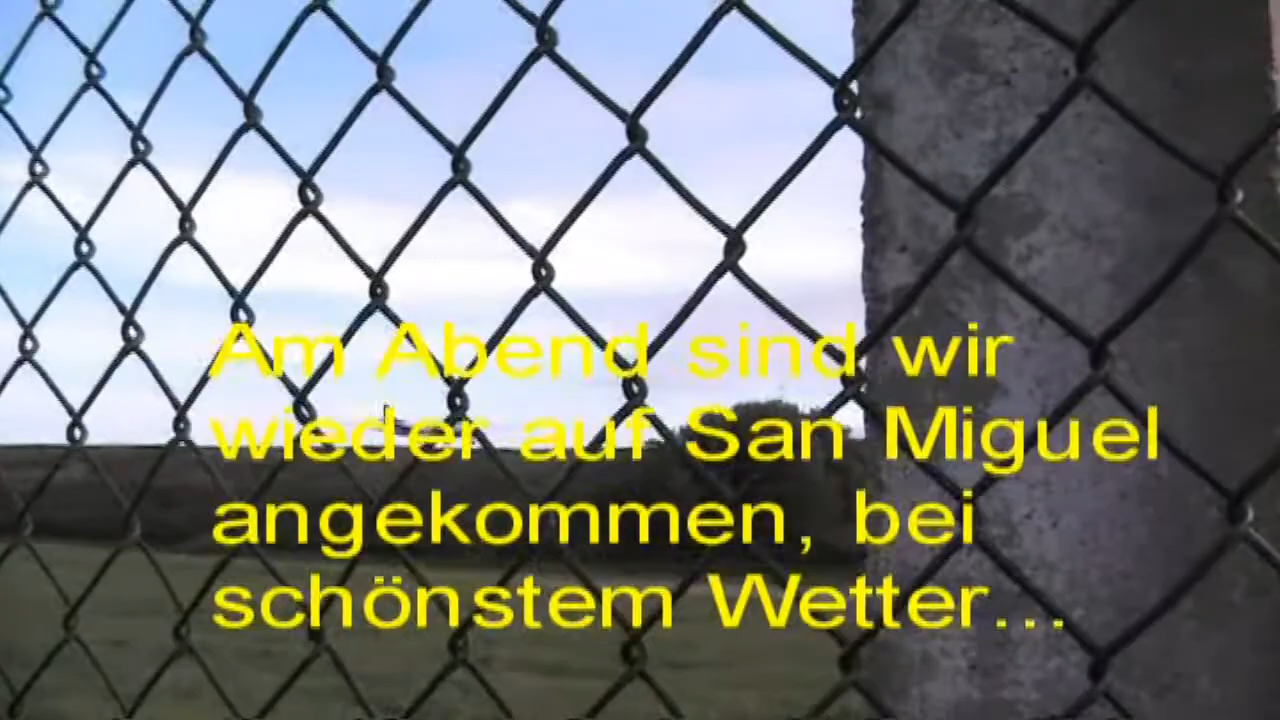 Am Abend sind wir
wieder auf San Miguel
angekommen, bei
schönstem Wetter...